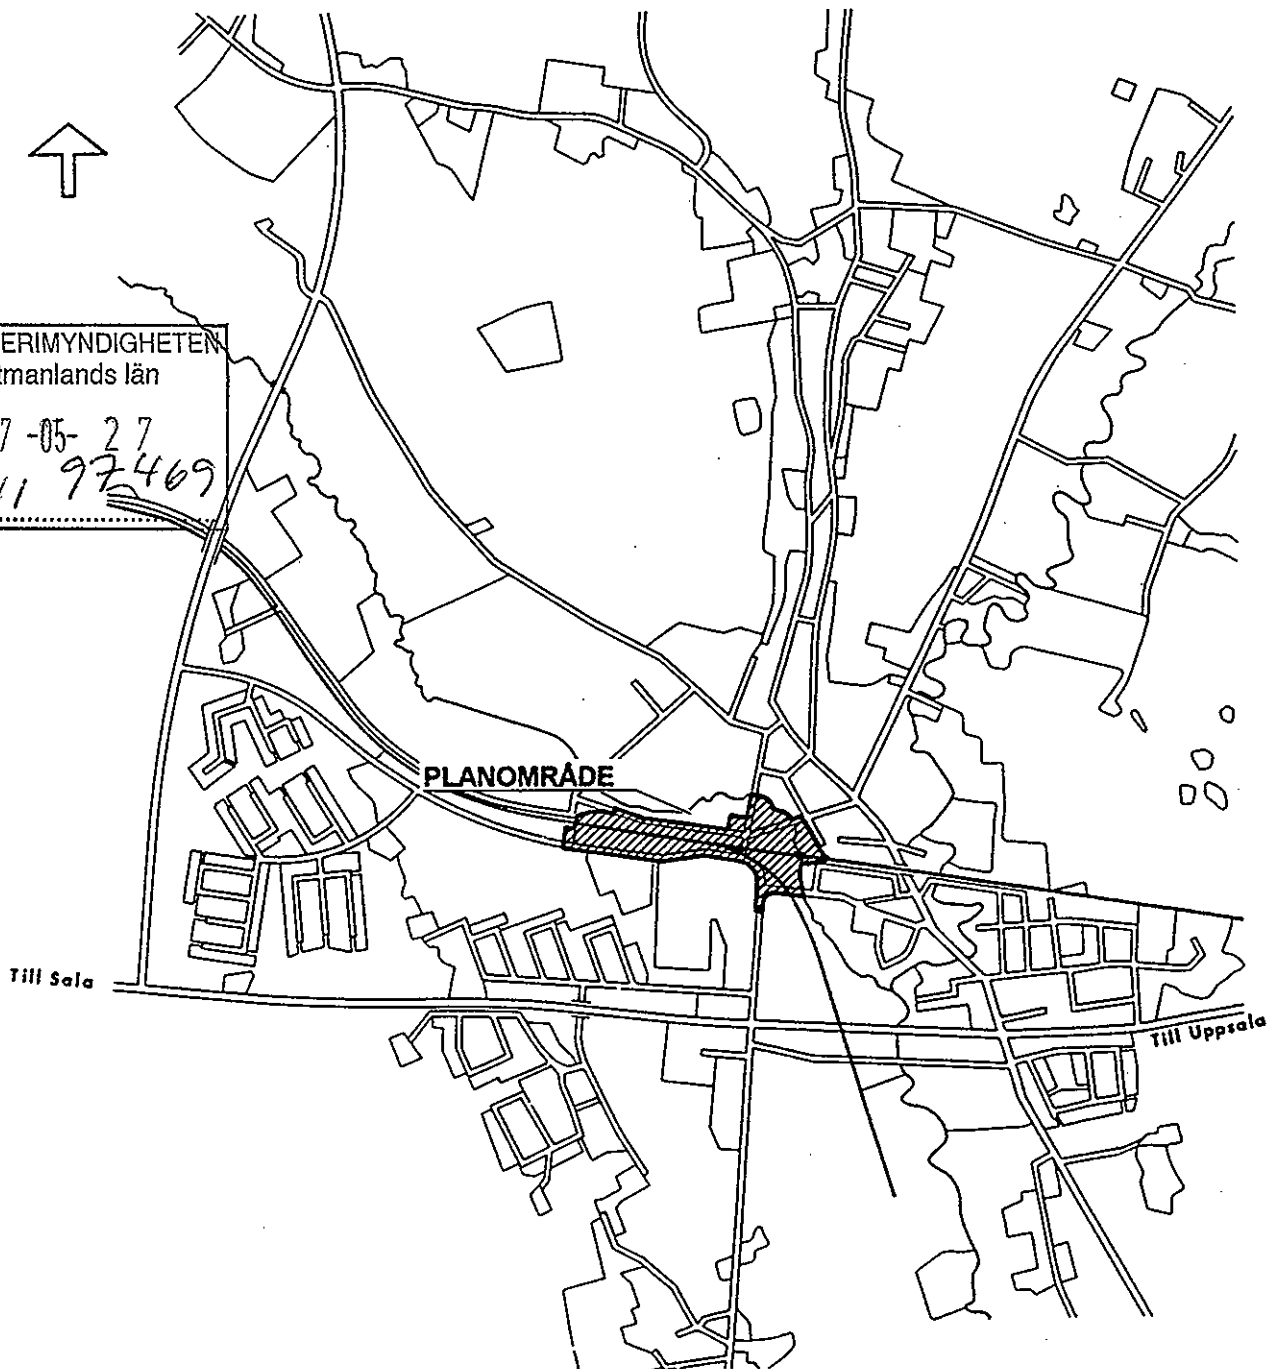 ERIMYNDIGHETEN
tmanlands län
7 -05- 27
97469
PLANOMRÅDE
Till Sala
Till Uppsala